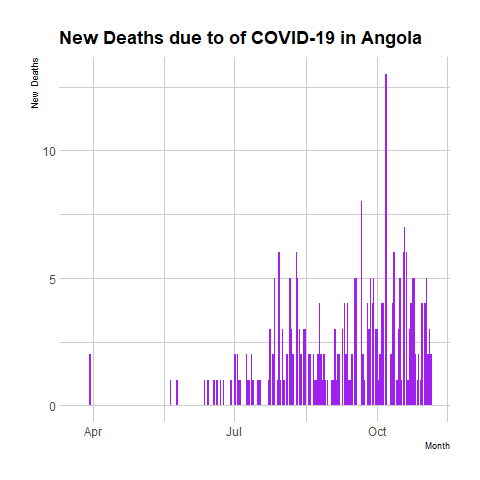 New Deaths due to of COVID-19 in Angola
New Deaths
10
5
0
Apr
Jul
Oct
Month